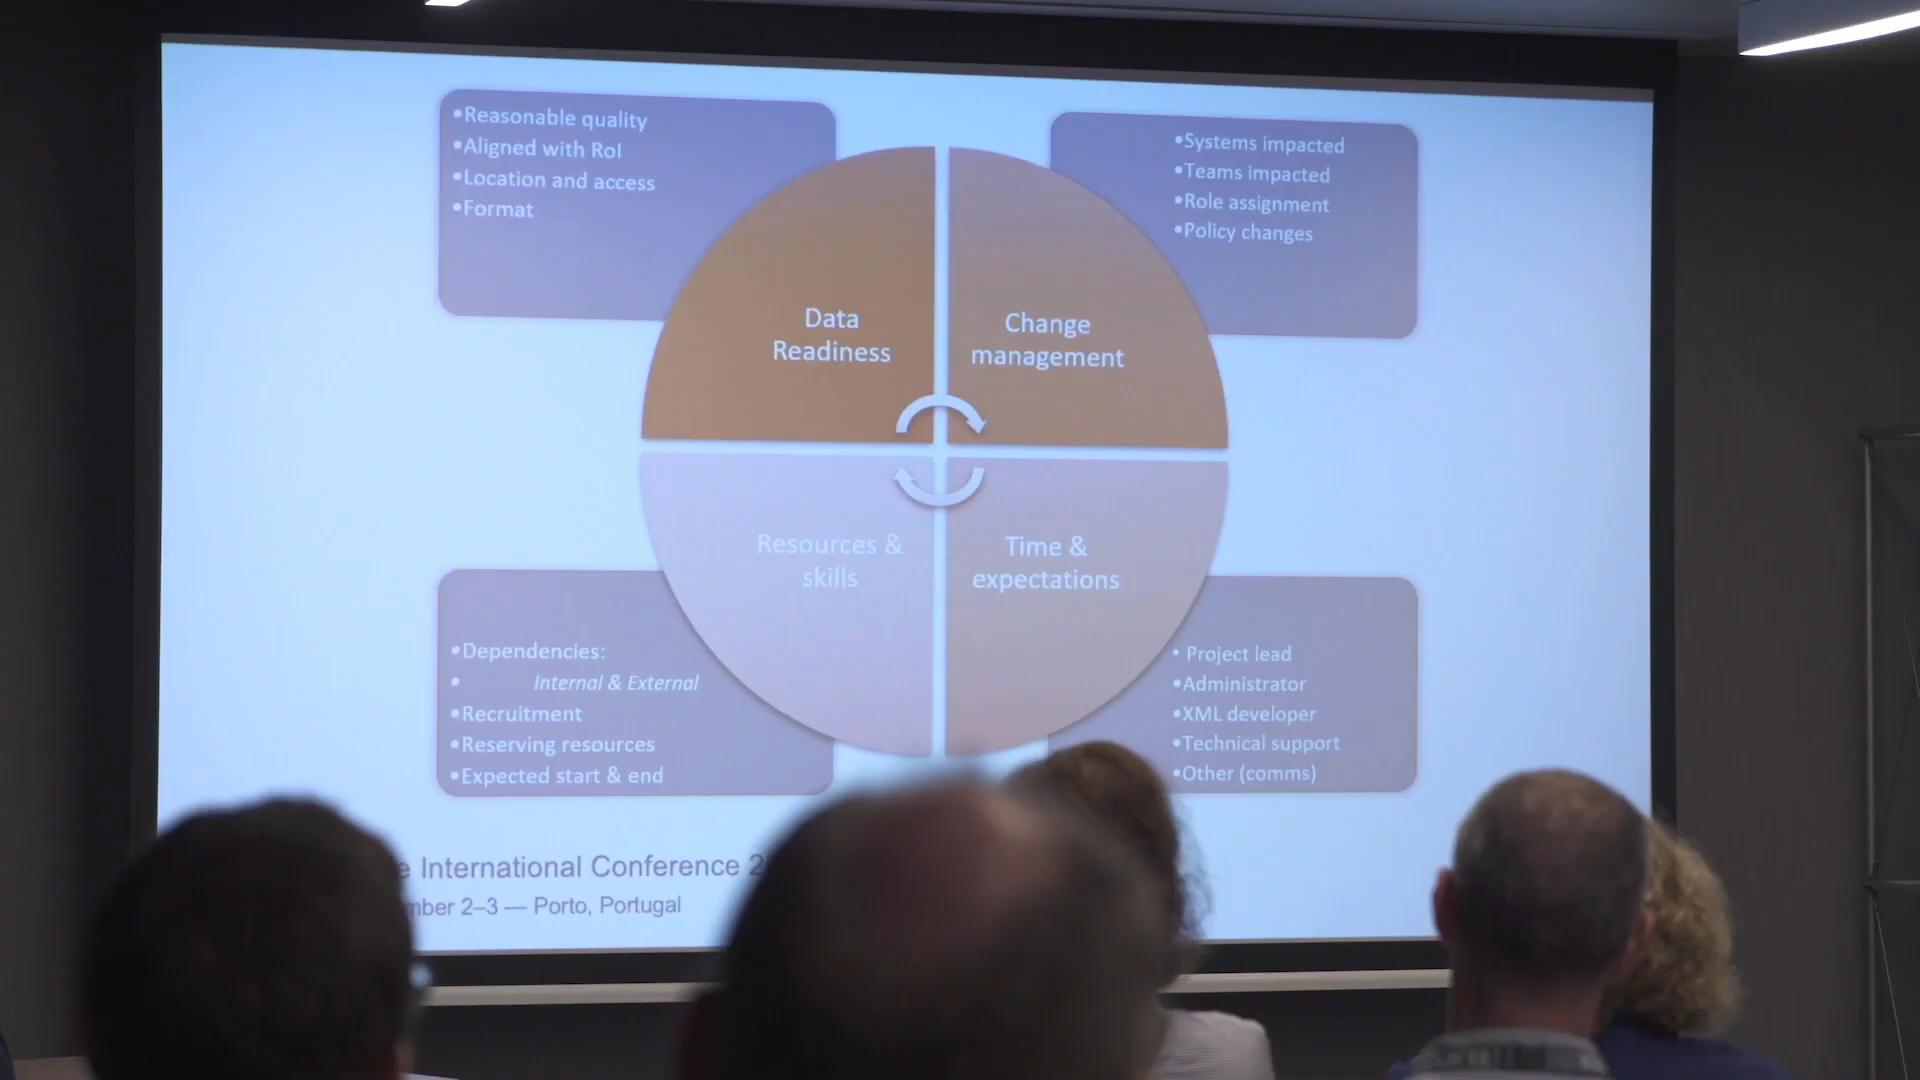 •Reasonable quality
•Aligned with RoI
•Location and access
•Format
•Systems impacted
•Teams impacted
•Role assignment
•Policy changes
Data
Readiness
Change
management
Resources &
skills
Time &
expectations
•Dependencies:
• Internal & External
•Recruitment
•Reserving resources
•Expected start & end
• Project lead
•Administrator
•XML developer
•Technical support
•Other (comms)
International Conference
2–3 — Porto, Portugal